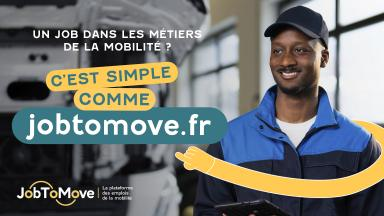 UN JOB DANS LES MÉTIERS
DE LA MOBILITÉ ?
C'EST SIMPLE
COMME
jobtomove.fr
JobToMove
La plateforme
des emplois
de la mobilité